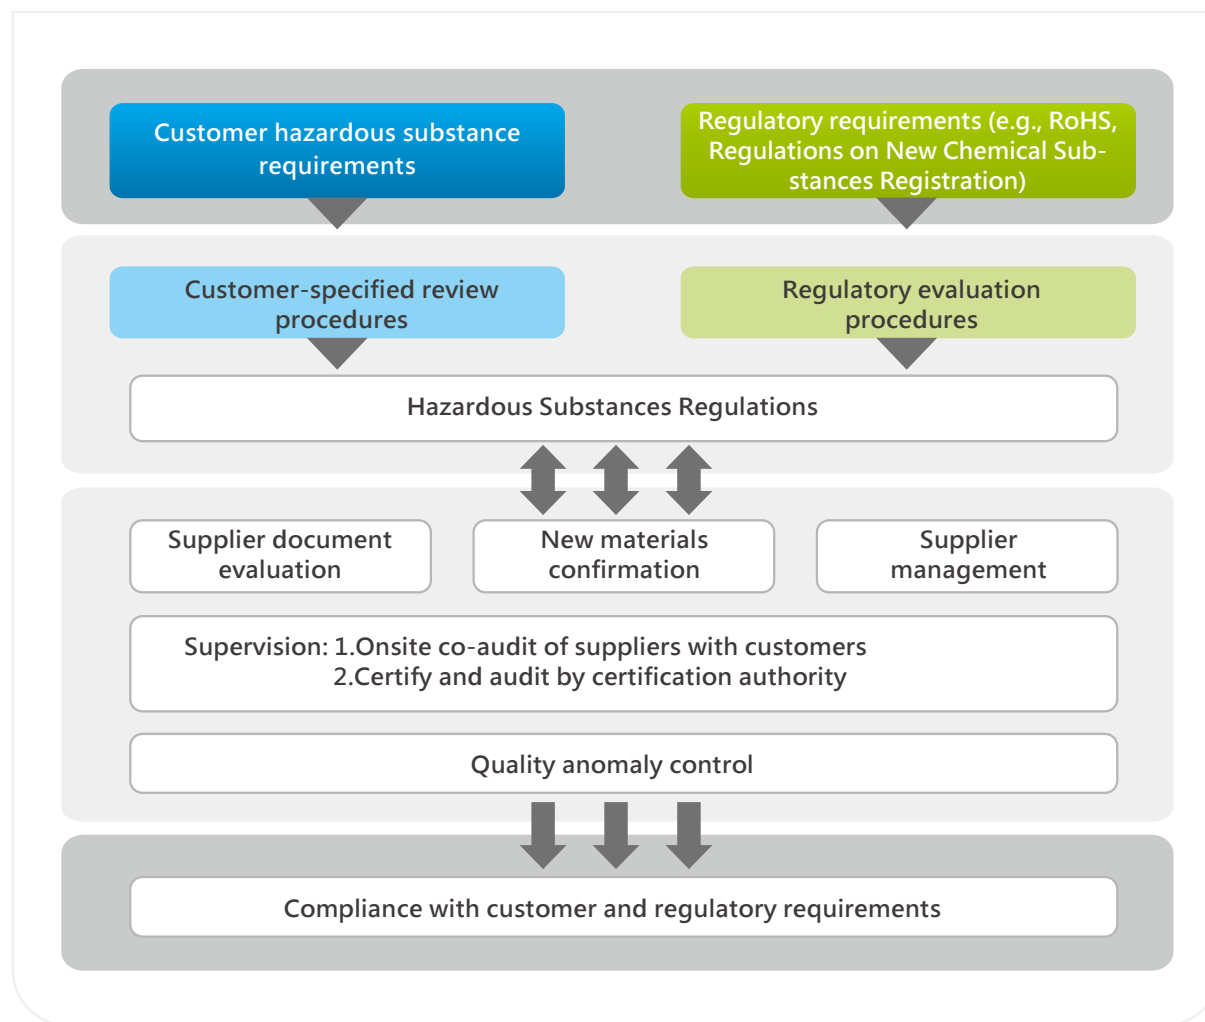 Customer hazardous substance
requirements
Regulatory requirements (e.g., RoHS,
Regulations on New Chemical Sub-
stances Registration)
Customer-specified review
procedures
Regulatory evaluation
procedures
Hazardous Substances Regulations
Supplier document
evaluation
New materials
confirmation
Supplier
management
Supervision: 1.Onsite co-audit of suppliers with customers
2.Certify and audit by certification authority
Quality anomaly control
Compliance with customer and regulatory requirements